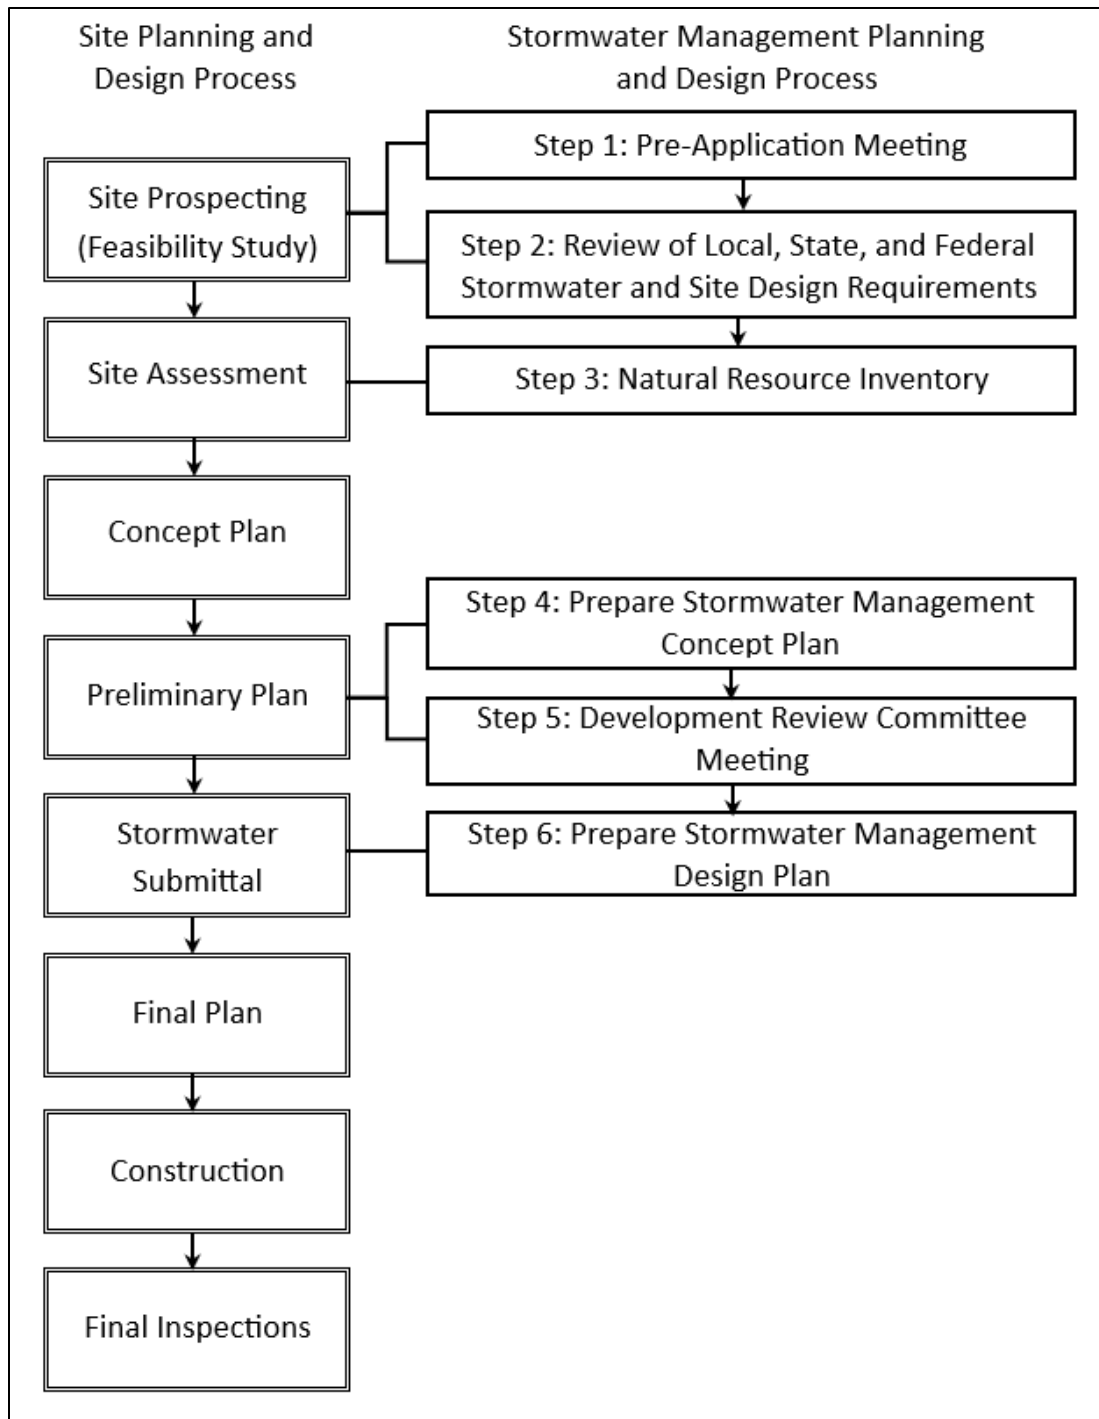 Site Planning and
Design Process
Stormwater Management Planning
and Design Process
Site Prospecting
(Feasibility Study)
Step 1: Pre-Application Meeting
Step 2: Review of Local, State, and Federal
Stormwater and Site Design Requirements
Site Assessment
Step 3: Natural Resource Inventory
Concept Plan
Preliminary Plan
Step 4: Prepare Stormwater Management
Concept Plan
Step 5: Development Review Committee
Meeting
Stormwater
Submittal
Step 6: Prepare Stormwater Management
Design Plan
Final Plan
Construction
Final Inspections